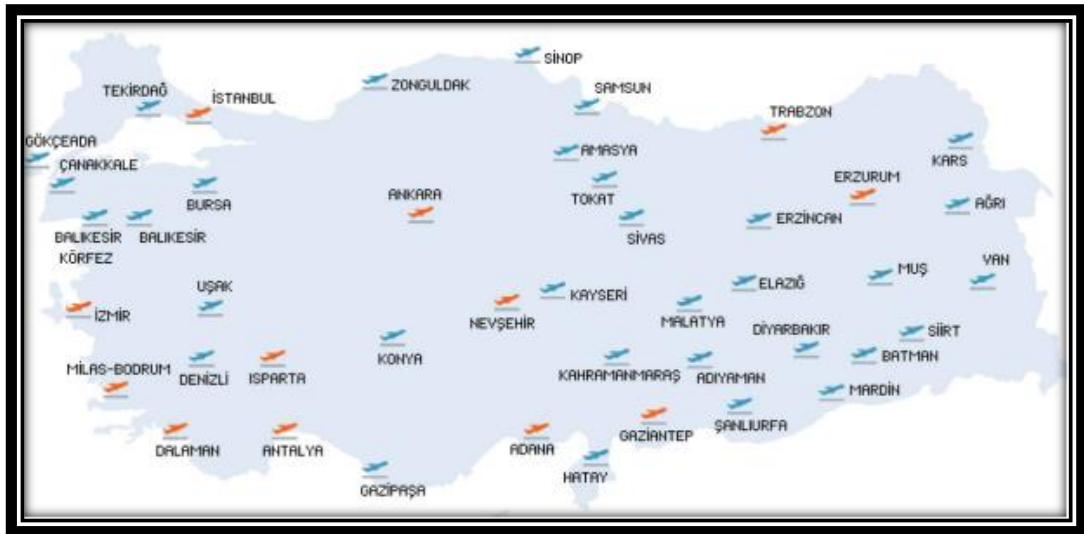 SİNOP
ZONGULDAK
TEKİRDAĞ
İSTANBUL
SAMSUN
TRABZON
GÖKÇEADA
ÇANAKKALE
AMASYA
KARS
BURSA
ANKARA
TOKAT
ERZURUM
AĞRI
BALIKESİR
KÖRFEZ
BALIKESİR
SİVAS
ERZİNCAN
VAN
UŞAK
KAYSERİ
ELAZIĞ
MUŞ
İZMİR
NEVŞEHİR
MALATYA
DİYARBAKIR
SİİRT
KONYA
MİLAS-BODRUM
DENİZLİ
ISPARTA
KAHRAMANMARAŞ
ADIYAMAN
BATMAN
MARDİN
DALAMAN
ANTALYA
ADANA
GAZİANTEP
ŞANLIURFA
GAZİPAŞA
HATAY